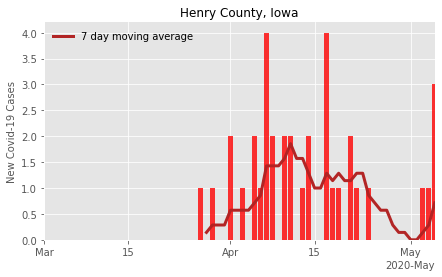 Henry County, Iowa
7 day moving average
New Covid-19 Cases
4.0
3.5
3.0
2.5
2.0
1.5
1.0
0.5
0.0
Mar
15
Apr
15
May
2020-May